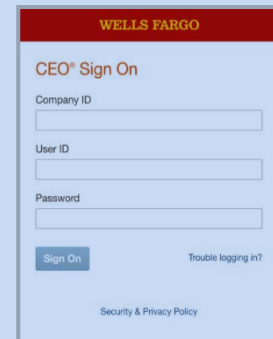 WELLS FARGO
CEO® Sign On
Company ID
User ID
Password
Sign On
Trouble logging in?
Security & Privacy Policy